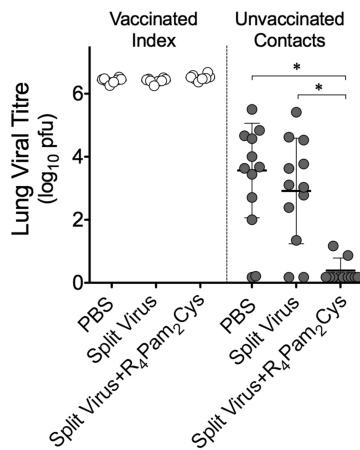 Vaccinated Index
Unvaccinated Contacts
Lung Viral Titre
(log₁₀ pfu)
6
4
2
0
*
*
PBS
Split Virus
Split Virus+R₄Pam₂Cys
PBS
Split Virus
Split Virus+R₄Pam₂Cys